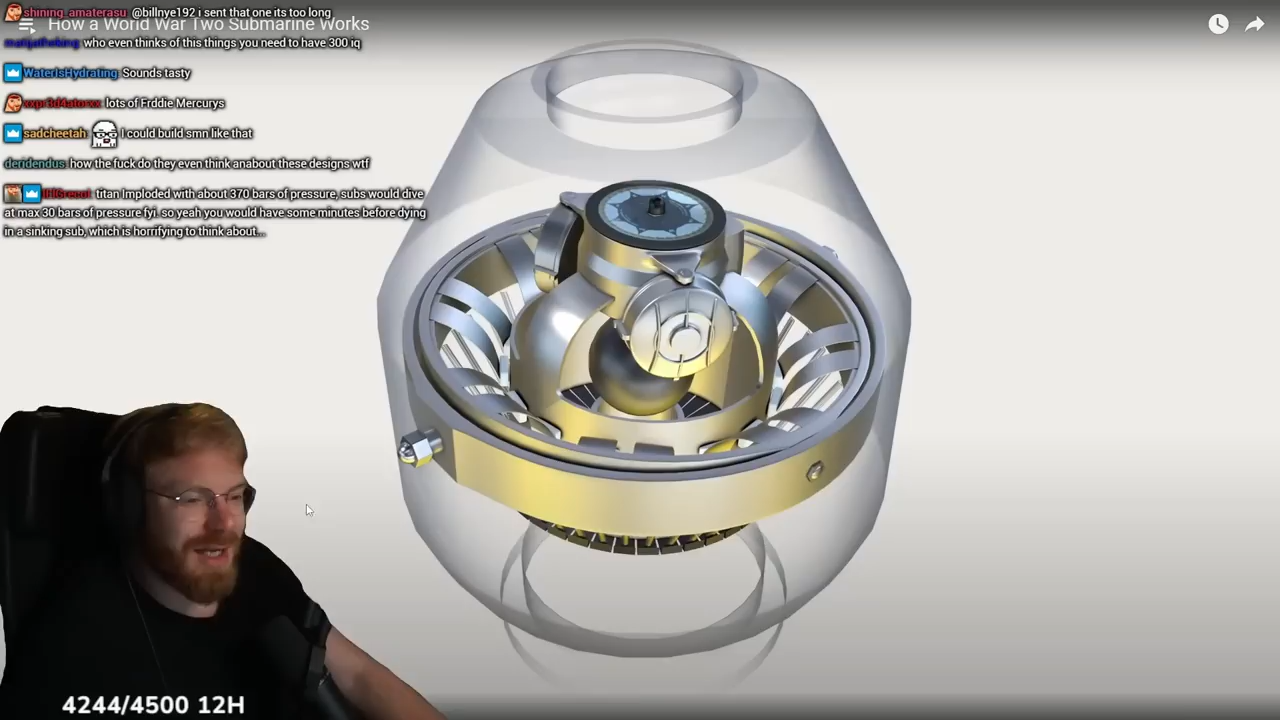 shining_amaterasu @billnye192 i sent that one its too long
How a World War Two Submarine Works
who even thinks of this things you need to have 300 iq
WaterIsHydrating: Sounds tasty
lots of Frddie Mercurys
sadcheetah I could build smn like that
deridendus: how the fuck do they even think anabout these designs wtf
titan Imploded with about 370 bars of pressure, subs would dive
at max 30 bars of pressure fyi, so yeah you would have some minutes before dying
in a sinking sub, which is horrifying to think about...
4244/4500 12H